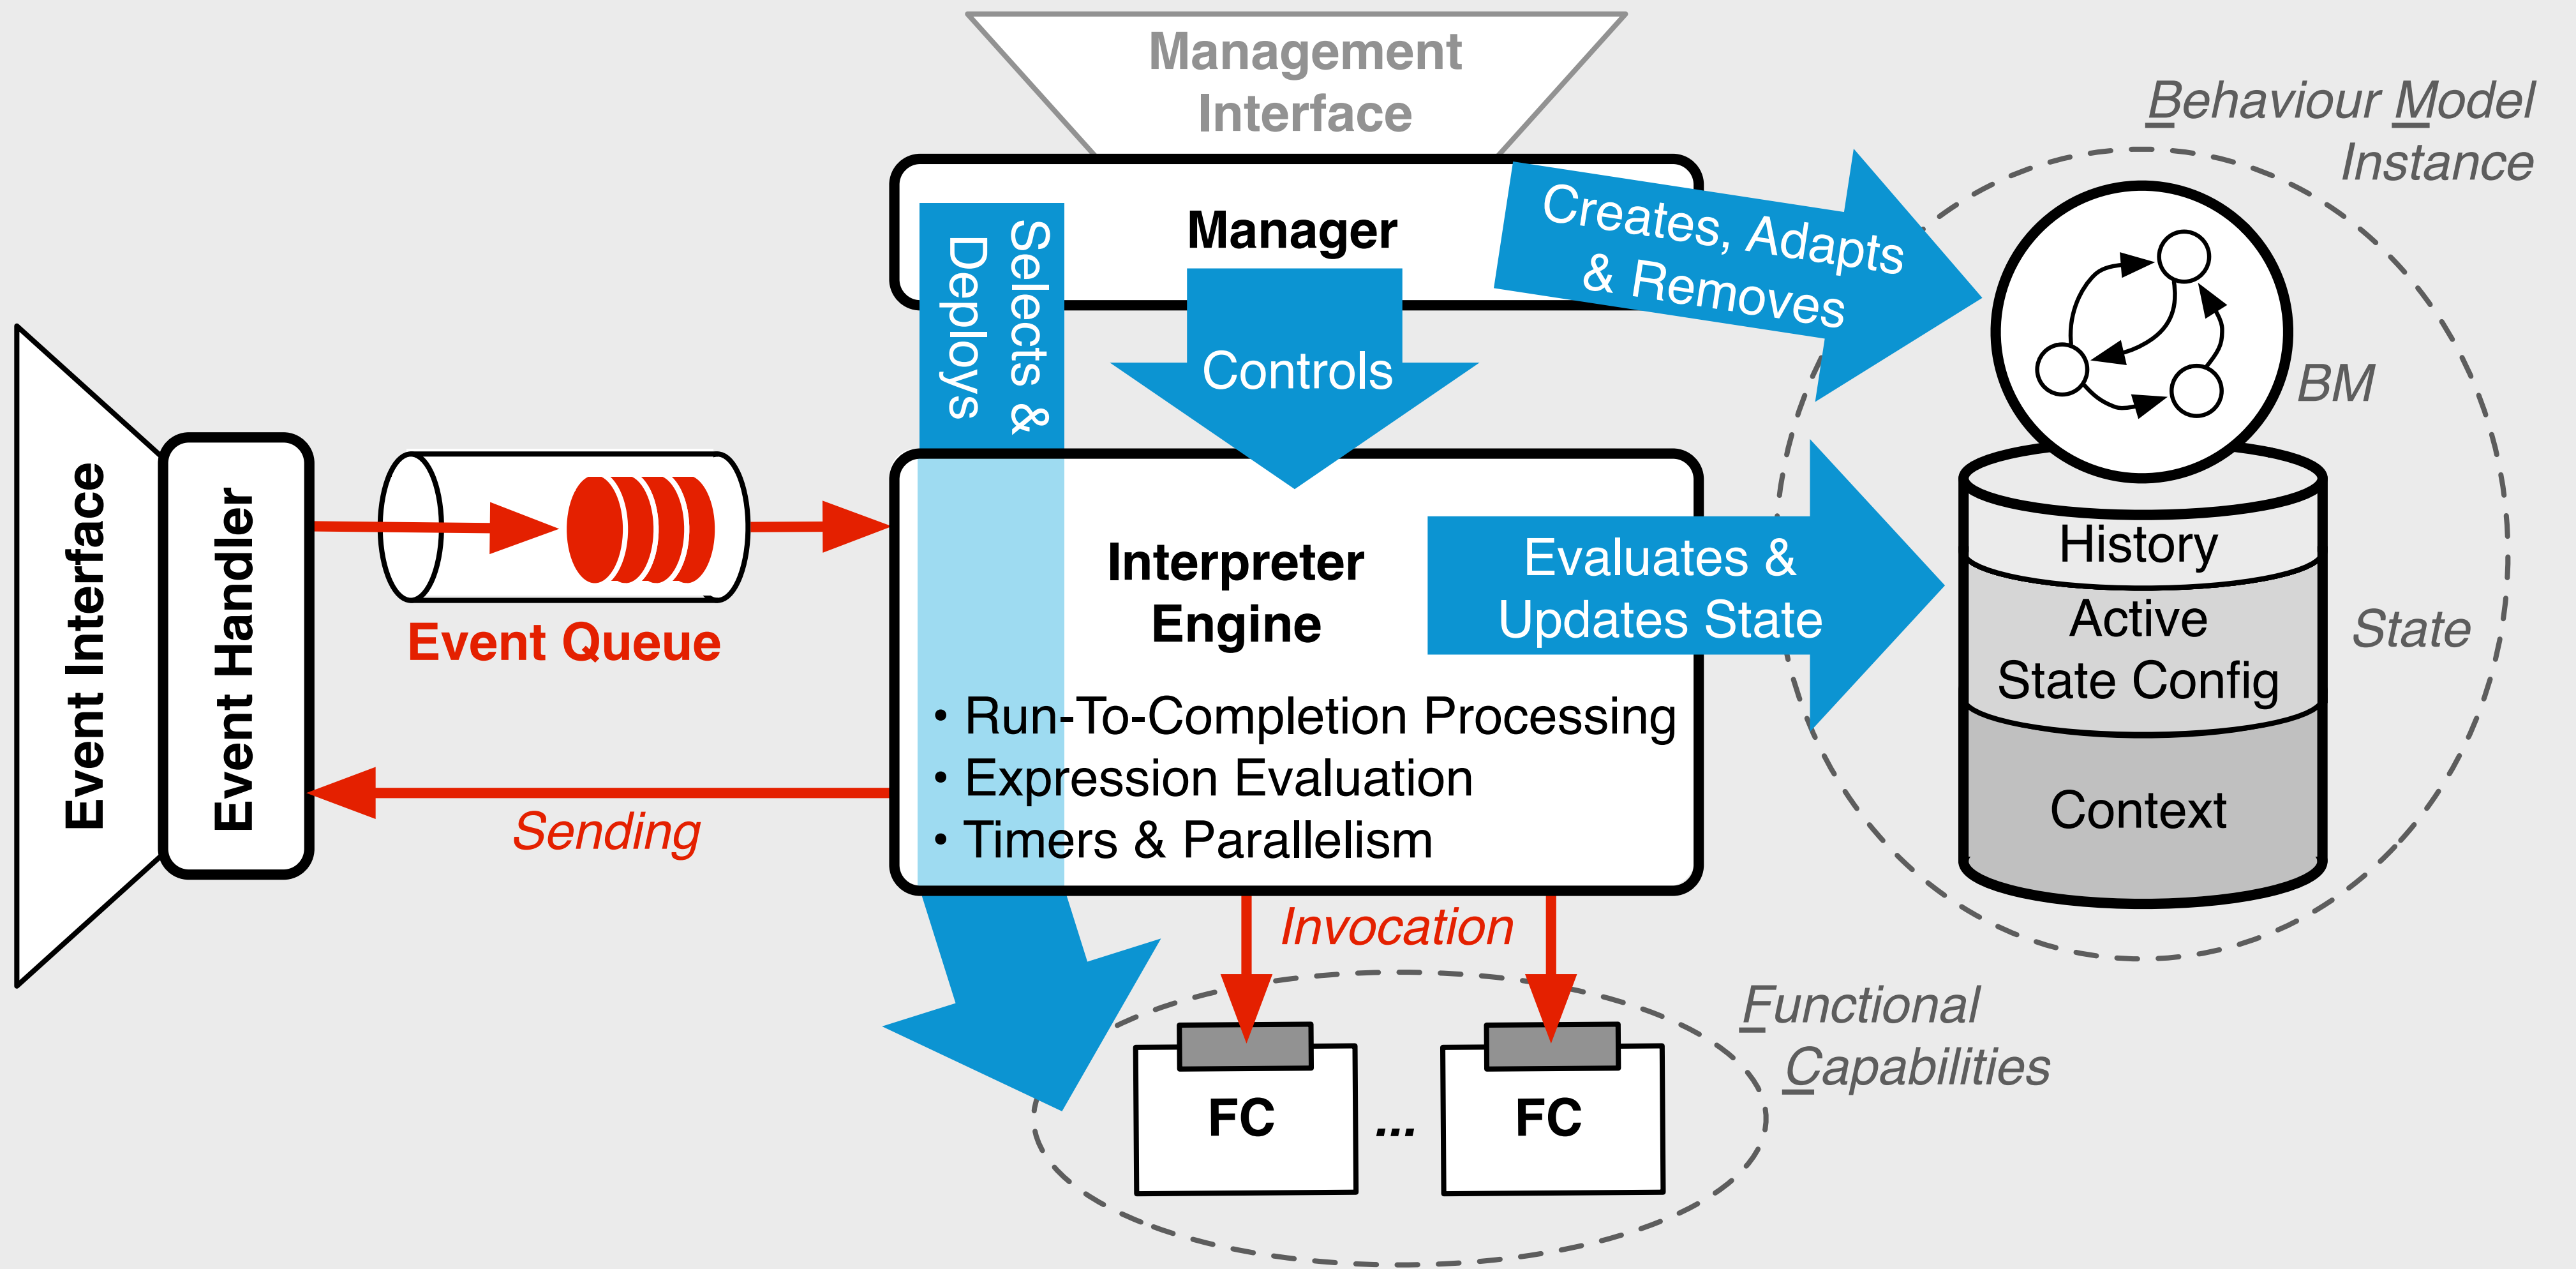 Management
Interface
Behaviour Model
Instance
Manager
Creates, Adapts
& Removes
Selects &
Deploys
Controls
BM
Event Interface
Event Handler
Event Queue
Interpreter
Engine
• Run-To-Completion Processing
• Expression Evaluation
• Timers & Parallelism
Evaluates &
Updates State
History
Active
State Config
Context
State
Sending
Invocation
Functional
Capabilities
FC
...
FC